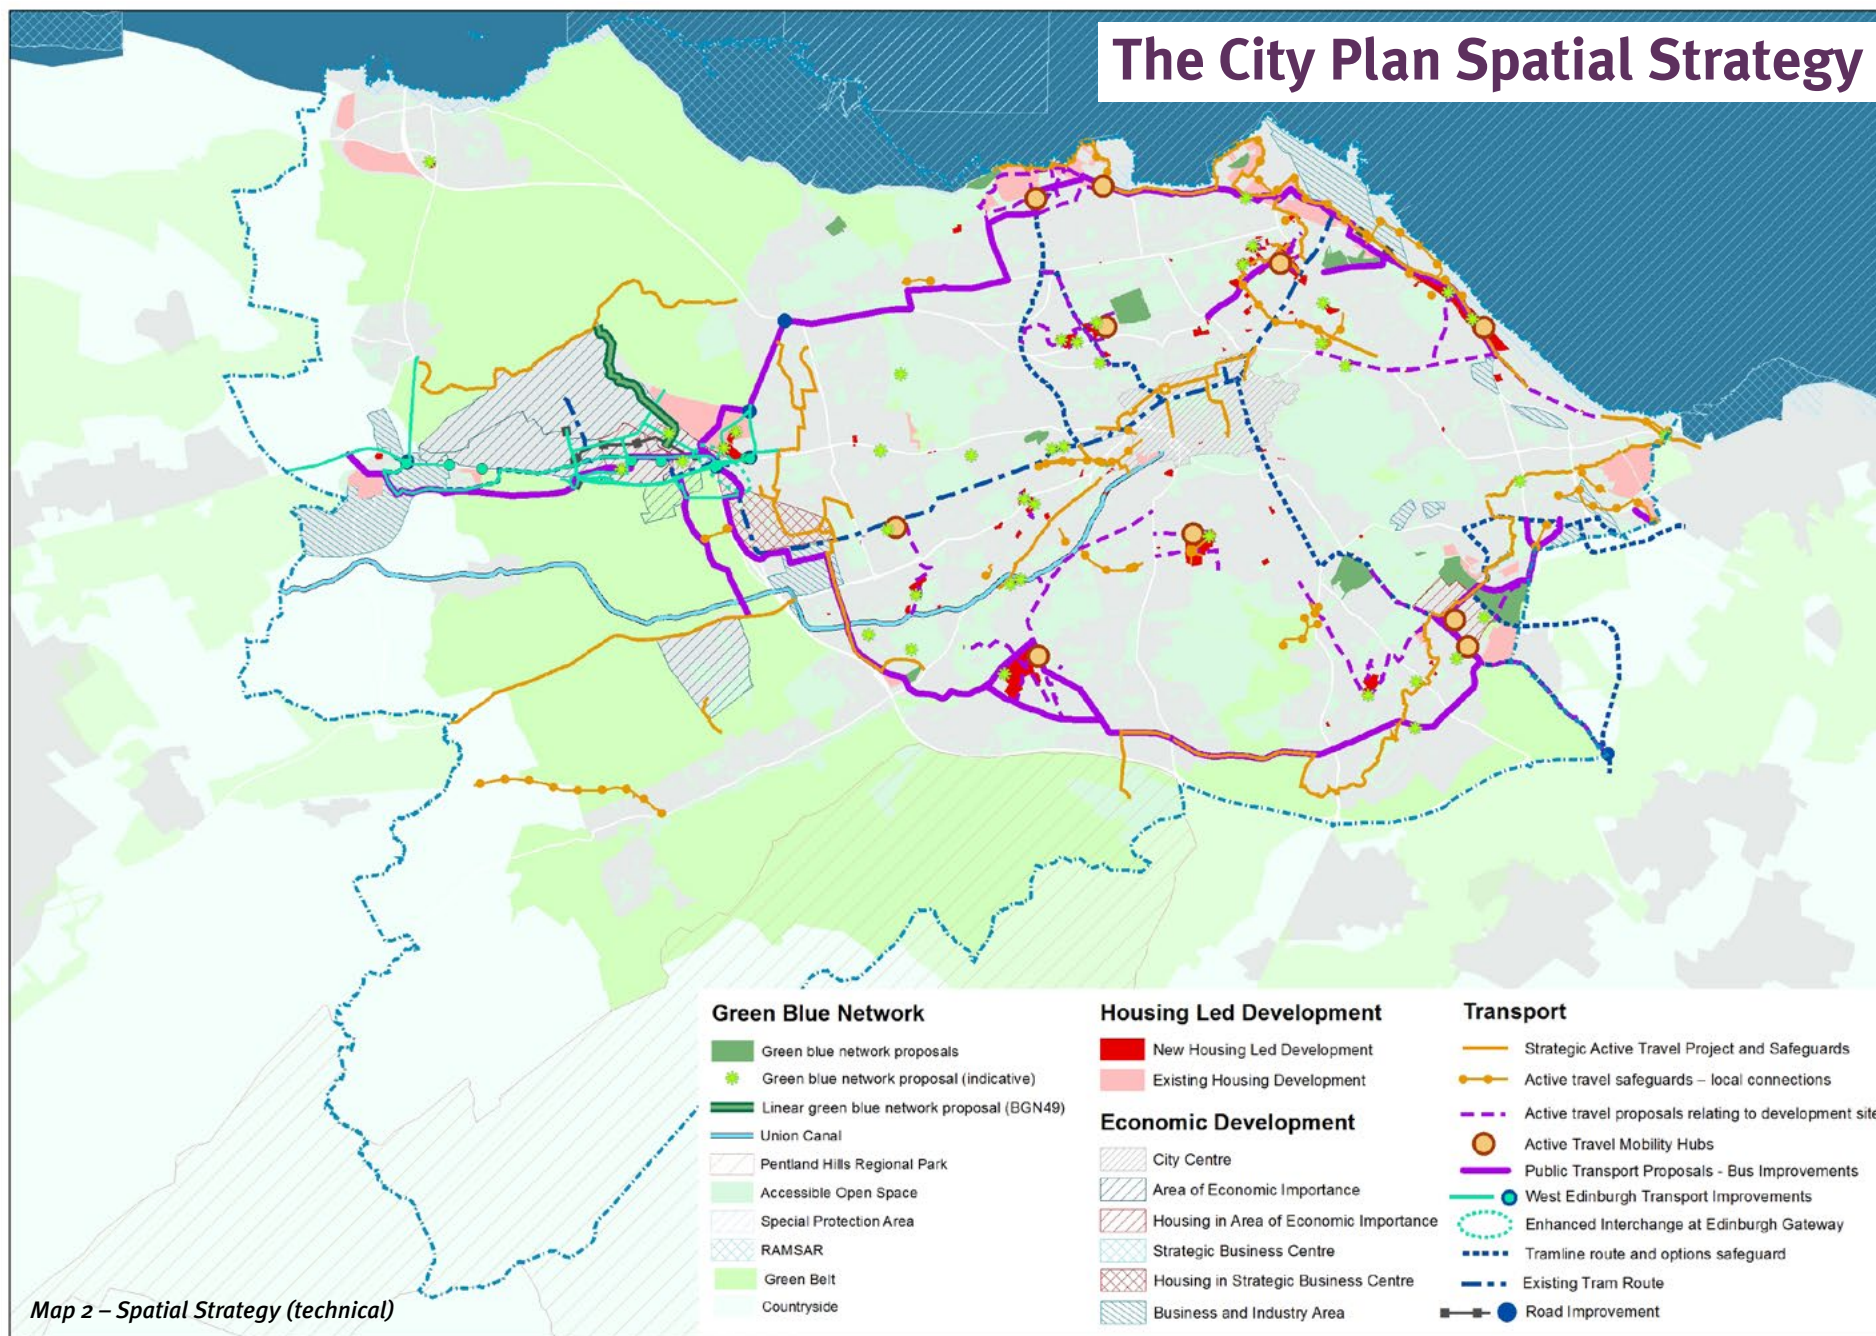 The City Plan Spatial Strategy
Green Blue Network
Green blue network proposals
Green blue network proposal (indicative)
Linear green blue network proposal (BGN49)
Union Canal
Pentland Hills Regional Park
Accessible Open Space
Special Protection Area
RAMSAR
Green Belt
Countryside
Housing Led Development
New Housing Led Development
Existing Housing Development
Economic Development
City Centre
Area of Economic Importance
Housing in Area of Economic Importance
Strategic Business Centre
Housing in Strategic Business Centre
Business and Industry Area
Transport
Strategic Active Travel Project and Safeguards
Active travel safeguards – local connections
Active travel proposals relating to development site
Active Travel Mobility Hubs
Public Transport Proposals - Bus Improvements
West Edinburgh Transport Improvements
Enhanced Interchange at Edinburgh Gateway
Tramline route and options safeguard
Existing Tram Route
Road Improvement
Map 2 – Spatial Strategy (technical)